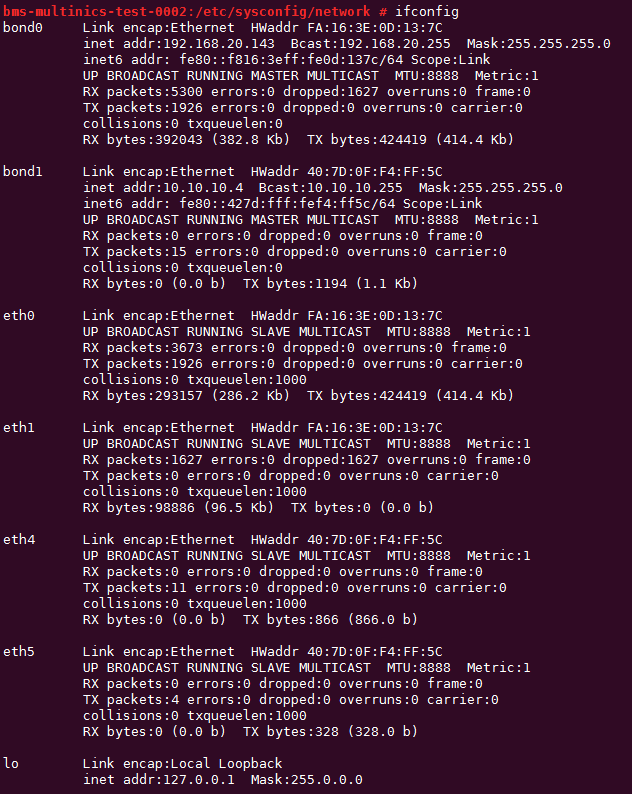 bms-multinics-test-0002:/etc/sysconfig/network # ifconfig
bond0     Link encap:Ethernet  HWaddr FA:16:3E:0D:13:7C
          inet addr:192.168.20.143  Bcast:192.168.20.255  Mask:255.255.255.0
          inet6 addr: fe80::f816:3eff:fe0d:137c/64 Scope:Link
          UP BROADCAST RUNNING MASTER MULTICAST  MTU:8888  Metric:1
          RX packets:5300 errors:0 dropped:1627 overruns:0 frame:0
          TX packets:1926 errors:0 dropped:0 overruns:0 carrier:0
          collisions:0 txqueuelen:0
          RX bytes:392043 (382.8 Kb)  TX bytes:424419 (414.4 Kb)

bond1     Link encap:Ethernet  HWaddr 40:7D:0F:F4:FF:5C
          inet addr:10.10.10.4  Bcast:10.10.10.255  Mask:255.255.255.0
          inet6 addr: fe80::427d:fff:fef4:ff5c/64 Scope:Link
          UP BROADCAST RUNNING MASTER MULTICAST  MTU:8888  Metric:1
          RX packets:0 errors:0 dropped:0 overruns:0 frame:0
          TX packets:15 errors:0 dropped:0 overruns:0 carrier:0
          collisions:0 txqueuelen:0
          RX bytes:0 (0.0 b)  TX bytes:1194 (1.1 Kb)

eth0      Link encap:Ethernet  HWaddr FA:16:3E:0D:13:7C
          UP BROADCAST RUNNING SLAVE MULTICAST  MTU:8888  Metric:1
          RX packets:3673 errors:0 dropped:0 overruns:0 frame:0
          TX packets:1926 errors:0 dropped:0 overruns:0 carrier:0
          collisions:0 txqueuelen:1000
          RX bytes:293157 (286.2 Kb)  TX bytes:424419 (414.4 Kb)

eth1      Link encap:Ethernet  HWaddr FA:16:3E:0D:13:7C
          UP BROADCAST RUNNING SLAVE MULTICAST  MTU:8888  Metric:1
          RX packets:1627 errors:0 dropped:1627 overruns:0 frame:0
          TX packets:0 errors:0 dropped:0 overruns:0 carrier:0
          collisions:0 txqueuelen:1000
          RX bytes:98886 (96.5 Kb)  TX bytes:0 (0.0 b)

eth4      Link encap:Ethernet  HWaddr 40:7D:0F:F4:FF:5C
          UP BROADCAST RUNNING SLAVE MULTICAST  MTU:8888  Metric:1
          RX packets:0 errors:0 dropped:0 overruns:0 frame:0
          TX packets:11 errors:0 dropped:0 overruns:0 carrier:0
          collisions:0 txqueuelen:1000
          RX bytes:0 (0.0 b)  TX bytes:866 (866.0 b)

eth5      Link encap:Ethernet  HWaddr 40:7D:0F:F4:FF:5C
          UP BROADCAST RUNNING SLAVE MULTICAST  MTU:8888  Metric:1
          RX packets:0 errors:0 dropped:0 overruns:0 frame:0
          TX packets:4 errors:0 dropped:0 overruns:0 carrier:0
          collisions:0 txqueuelen:1000
          RX bytes:0 (0.0 b)  TX bytes:328 (328.0 b)

lo        Link encap:Local Loopback
          inet addr:127.0.0.1  Mask:255.0.0.0